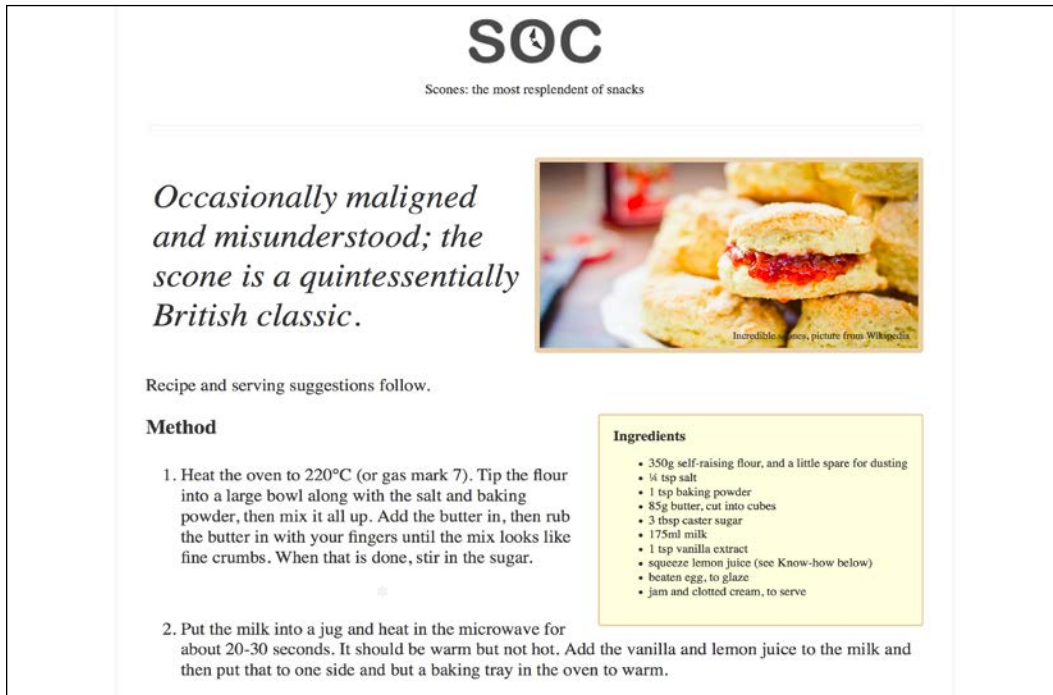 SOC
Scones: the most resplendent of snacks
Occasionally maligned
and misunderstood; the
scone is a quintessentially
British classic.
Incredible scones, picture from Wikipedia
Recipe and serving suggestions follow.
Method
1. Heat the oven to 220°C (or gas mark 7). Tip the flour
into a large bowl along with the salt and baking
powder, then mix it all up. Add the butter in, then rub
the butter in with your fingers until the mix looks like
fine crumbs. When that is done, stir in the sugar.
Ingredients
• 350g self-raising flour, and a little spare for dusting
• ¼ tsp salt
• 1 tsp baking powder
• 85g butter, cut into cubes
• 3 tbsp caster sugar
• 175ml milk
• 1 tsp vanilla extract
• squeeze lemon juice (see Know-how below)
• beaten egg, to glaze
• jam and clotted cream, to serve
2. Put the milk into a jug and heat in the microwave for
about 20-30 seconds. It should be warm but not hot. Add the vanilla and lemon juice to the milk and
then put that to one side and but a baking tray in the oven to warm.